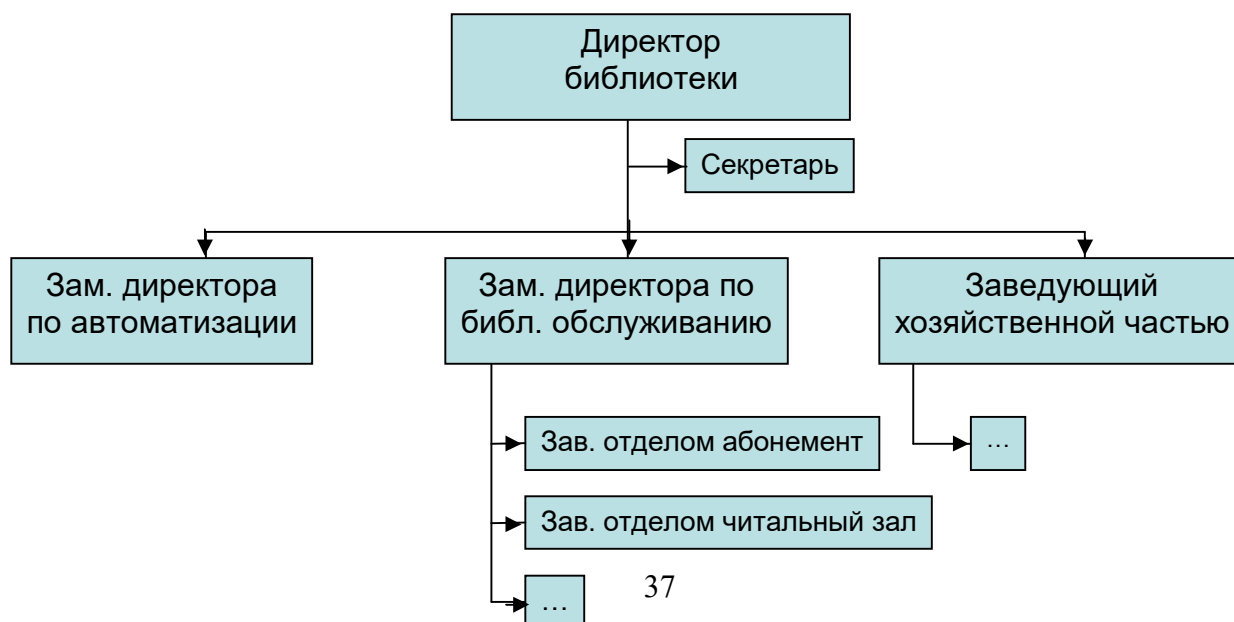 Директор
библиотеки
Секретарь
Зам. директора
по автоматизации
Зам. директора по
библ. обслуживанию
Заведующий
хозяйственной частью
Зав. отделом абонемент
…
Зав. отделом читальный зал
…
37